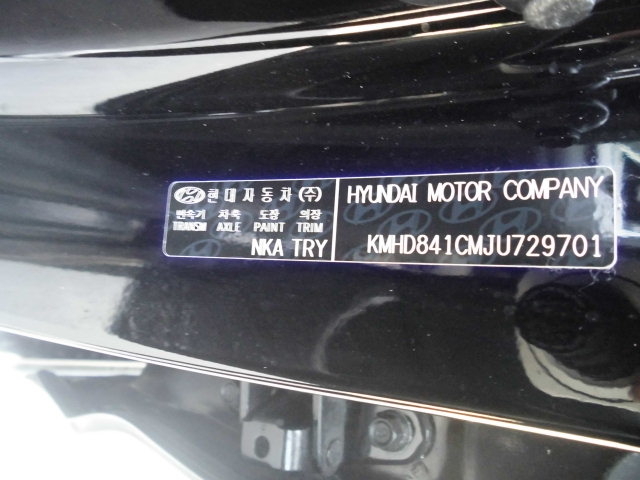 현대자동차(주)
변속기 차축 도장 의장
TRANSM AXLE PAINT TRIM
NKA TRY
HYUNDAI MOTOR COMPANY
KMHD841CMJU729701